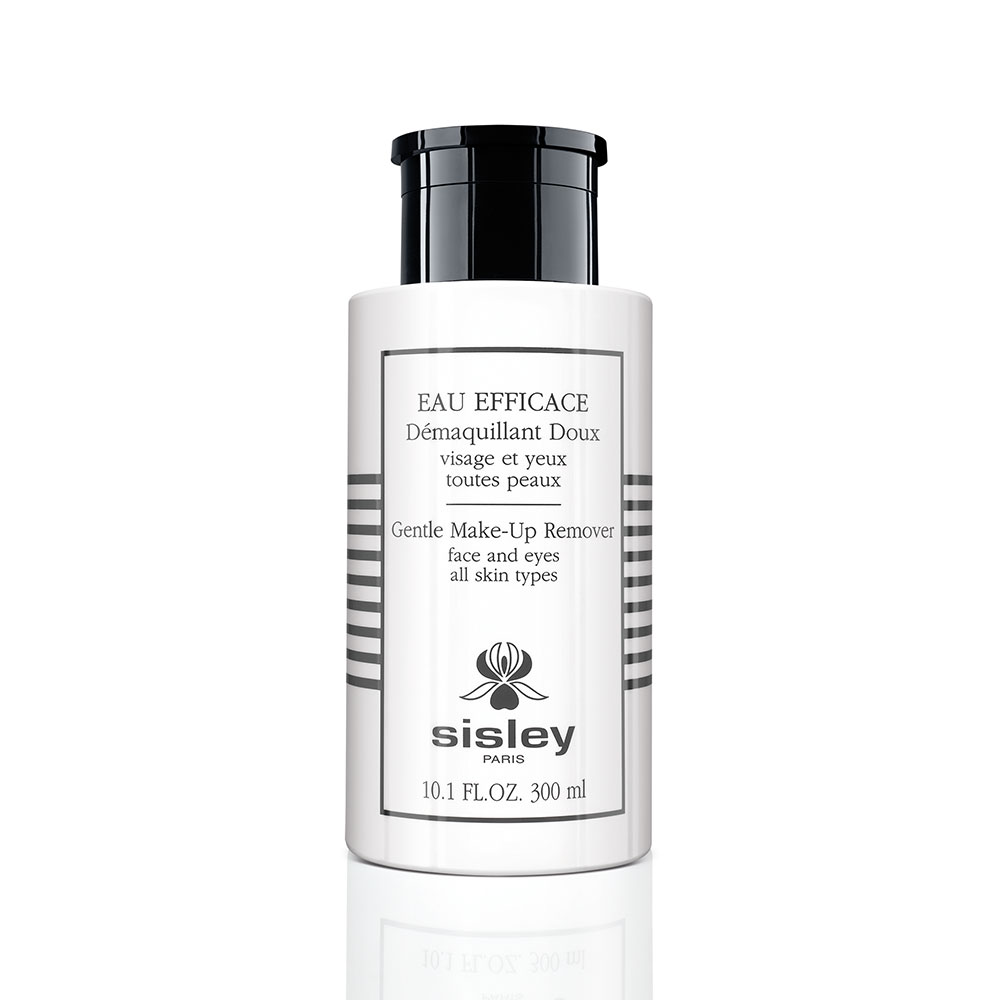 EAU EFFICACE
Démaquillant Doux
visage et yeux
toutes peaux
Gentle Make-Up Remover
face and eyes
all skin types
sisley
PARIS
10.1 FL.OZ. 300 ml